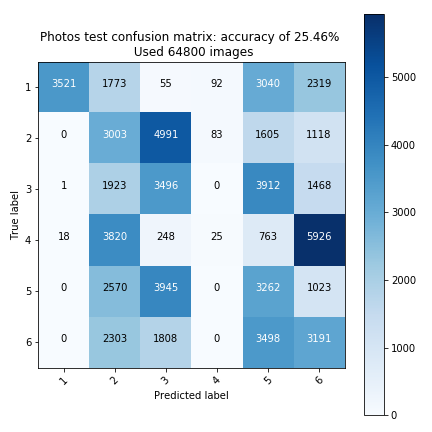 Photos test confusion matrix: accuracy of 25.46%
Used 64800 images
True label
1 3521 1773 55 92 3040 2319
2 0 3003 4991 83 1605 1118
3 1 1923 3496 0 3912 1468
4 18 3820 248 25 763 5926
5 0 2570 3945 0 3262 1023
6 0 2303 1808 0 3498 3191
1 2 3 4 5 6
Predicted label
5000
4000
3000
2000
1000
0